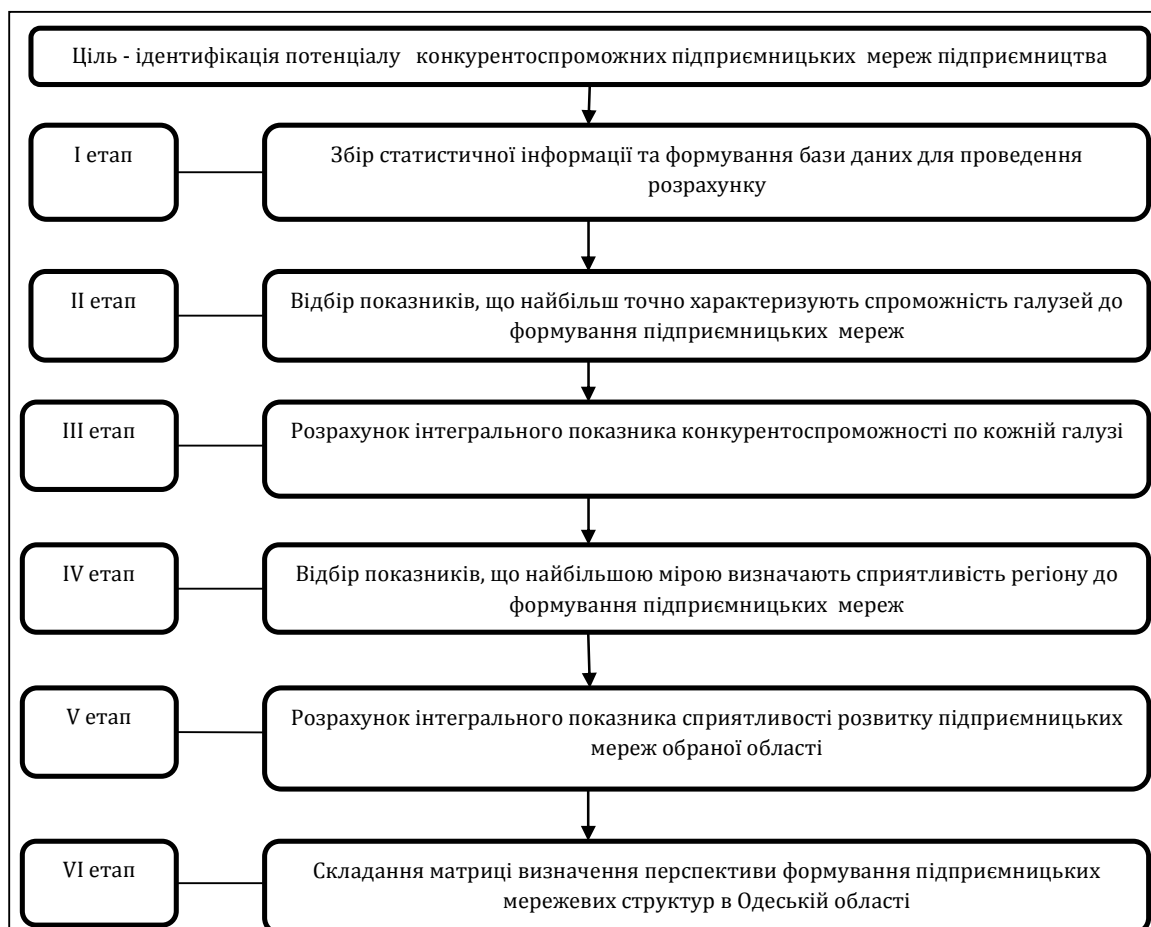 Ціль - ідентифікація потенціалу конкурентоспроможних підприємницьких мереж підприємництва
І етап
Збір статистичної інформації та формування бази даних для проведення
розрахунку
ІІ етап
Відбір показників, що найбільш точно характеризують спроможність галузей до
формування підприємницьких мереж
ІІІ етап
Розрахунок інтегрального показника конкурентоспроможності по кожній галузі
IV етап
Відбір показників, що найбільшою мірою визначають сприятливість регіону до
формування підприємницьких мереж
V етап
Розрахунок інтегрального показника сприятливості розвитку підприємницьких
мереж обраної області
VI етап
Складання матриці визначення перспективи формування підприємницьких
мережевих структур в Одеській області